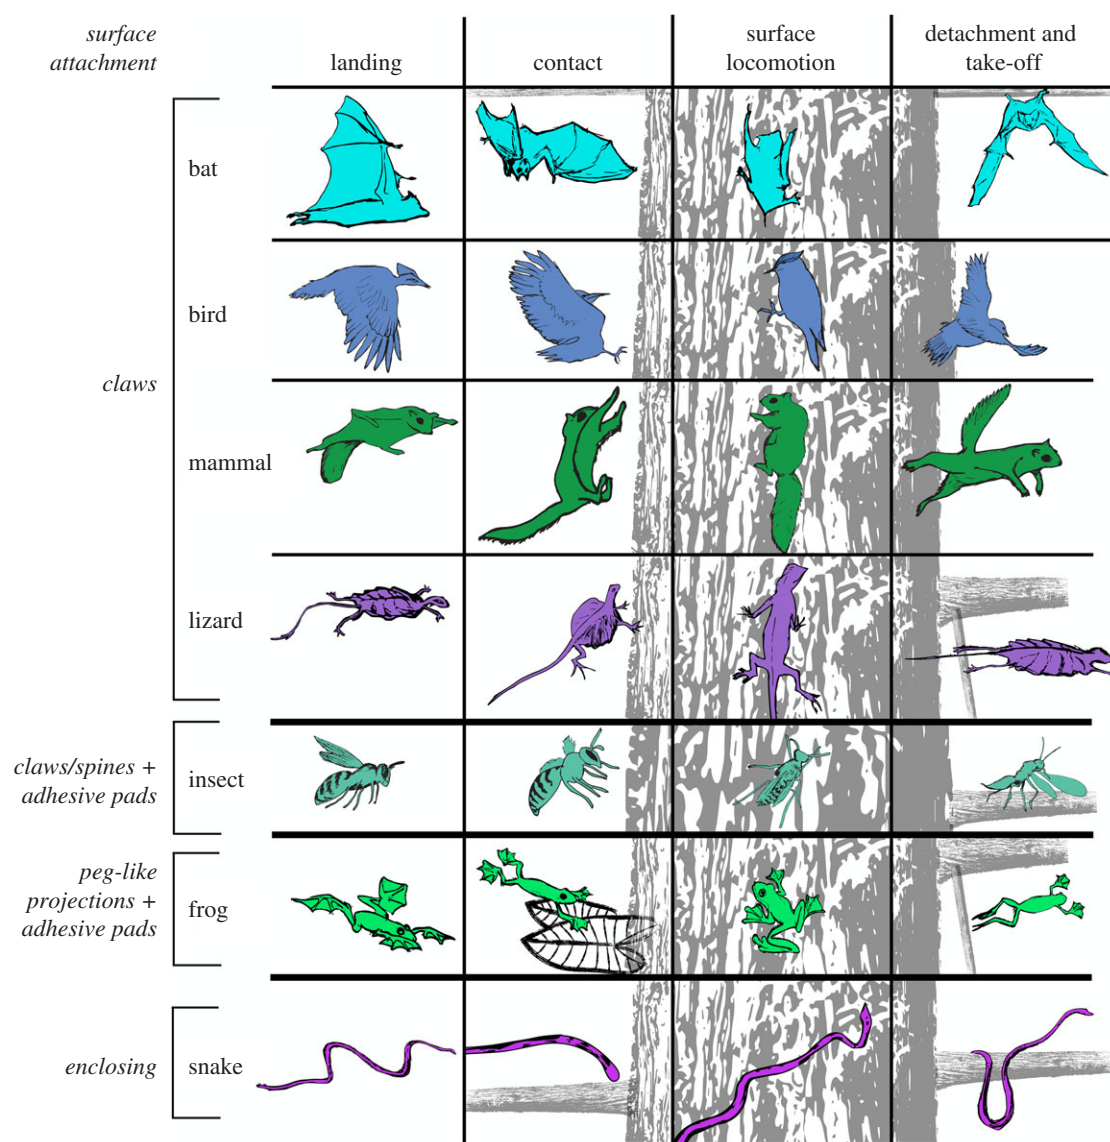 surface
attachment
landing
contact
surface
locomotion
detachment and
take-off
claws
bat
bird
mammal
lizard
claws/spines +
adhesive pads
insect
peg-like
projections +
adhesive pads
frog
enclosing
snake